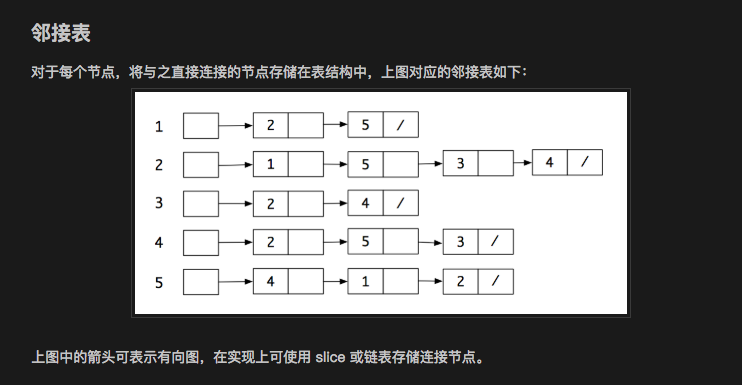 邻接表
对于每个节点，将与之直接连接的节点存储在表结构中，上图对应的邻接表如下：
1 2 5 /
2 1 5 3 4 /
3 2 4 /
4 2 5 3 /
5 4 1 2 /
上图中的箭头可表示有向图，在实现上可使用 slice 或链表存储连接节点。